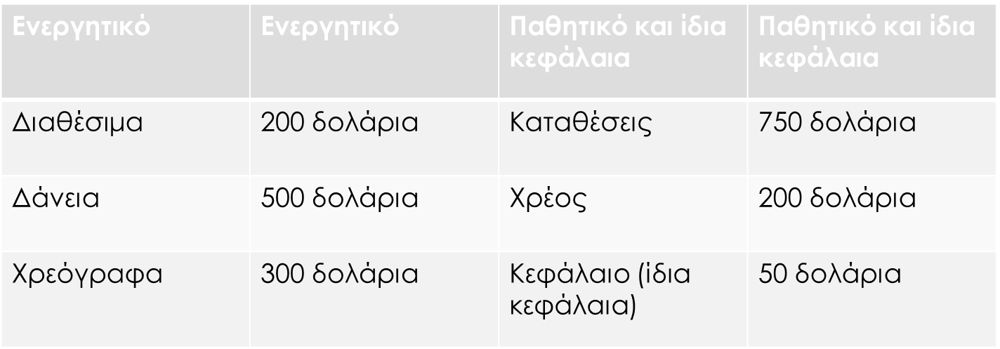 Ενεργητικό
Ενεργητικό
Παθητικό και ίδια
κεφάλαια
Παθητικό και ίδια
κεφάλαια
Διαθέσιμα
200 δολάρια
Καταθέσεις
750 δολάρια
Δάνεια
500 δολάρια
Χρέος
200 δολάρια
Χρεόγραφα
300 δολάρια
Κεφάλαιο (ίδια
κεφάλαια)
50 δολάρια